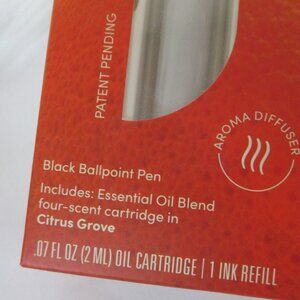 PATENT PENDING
AROMA DIFFUSER
Black Ballpoint Pen
Includes: Essential Oil Blend
four-scent cartridge in
Citrus Grove
.07 FL OZ (2 ML) OIL CARTRIDGE | 1 INK REFILL